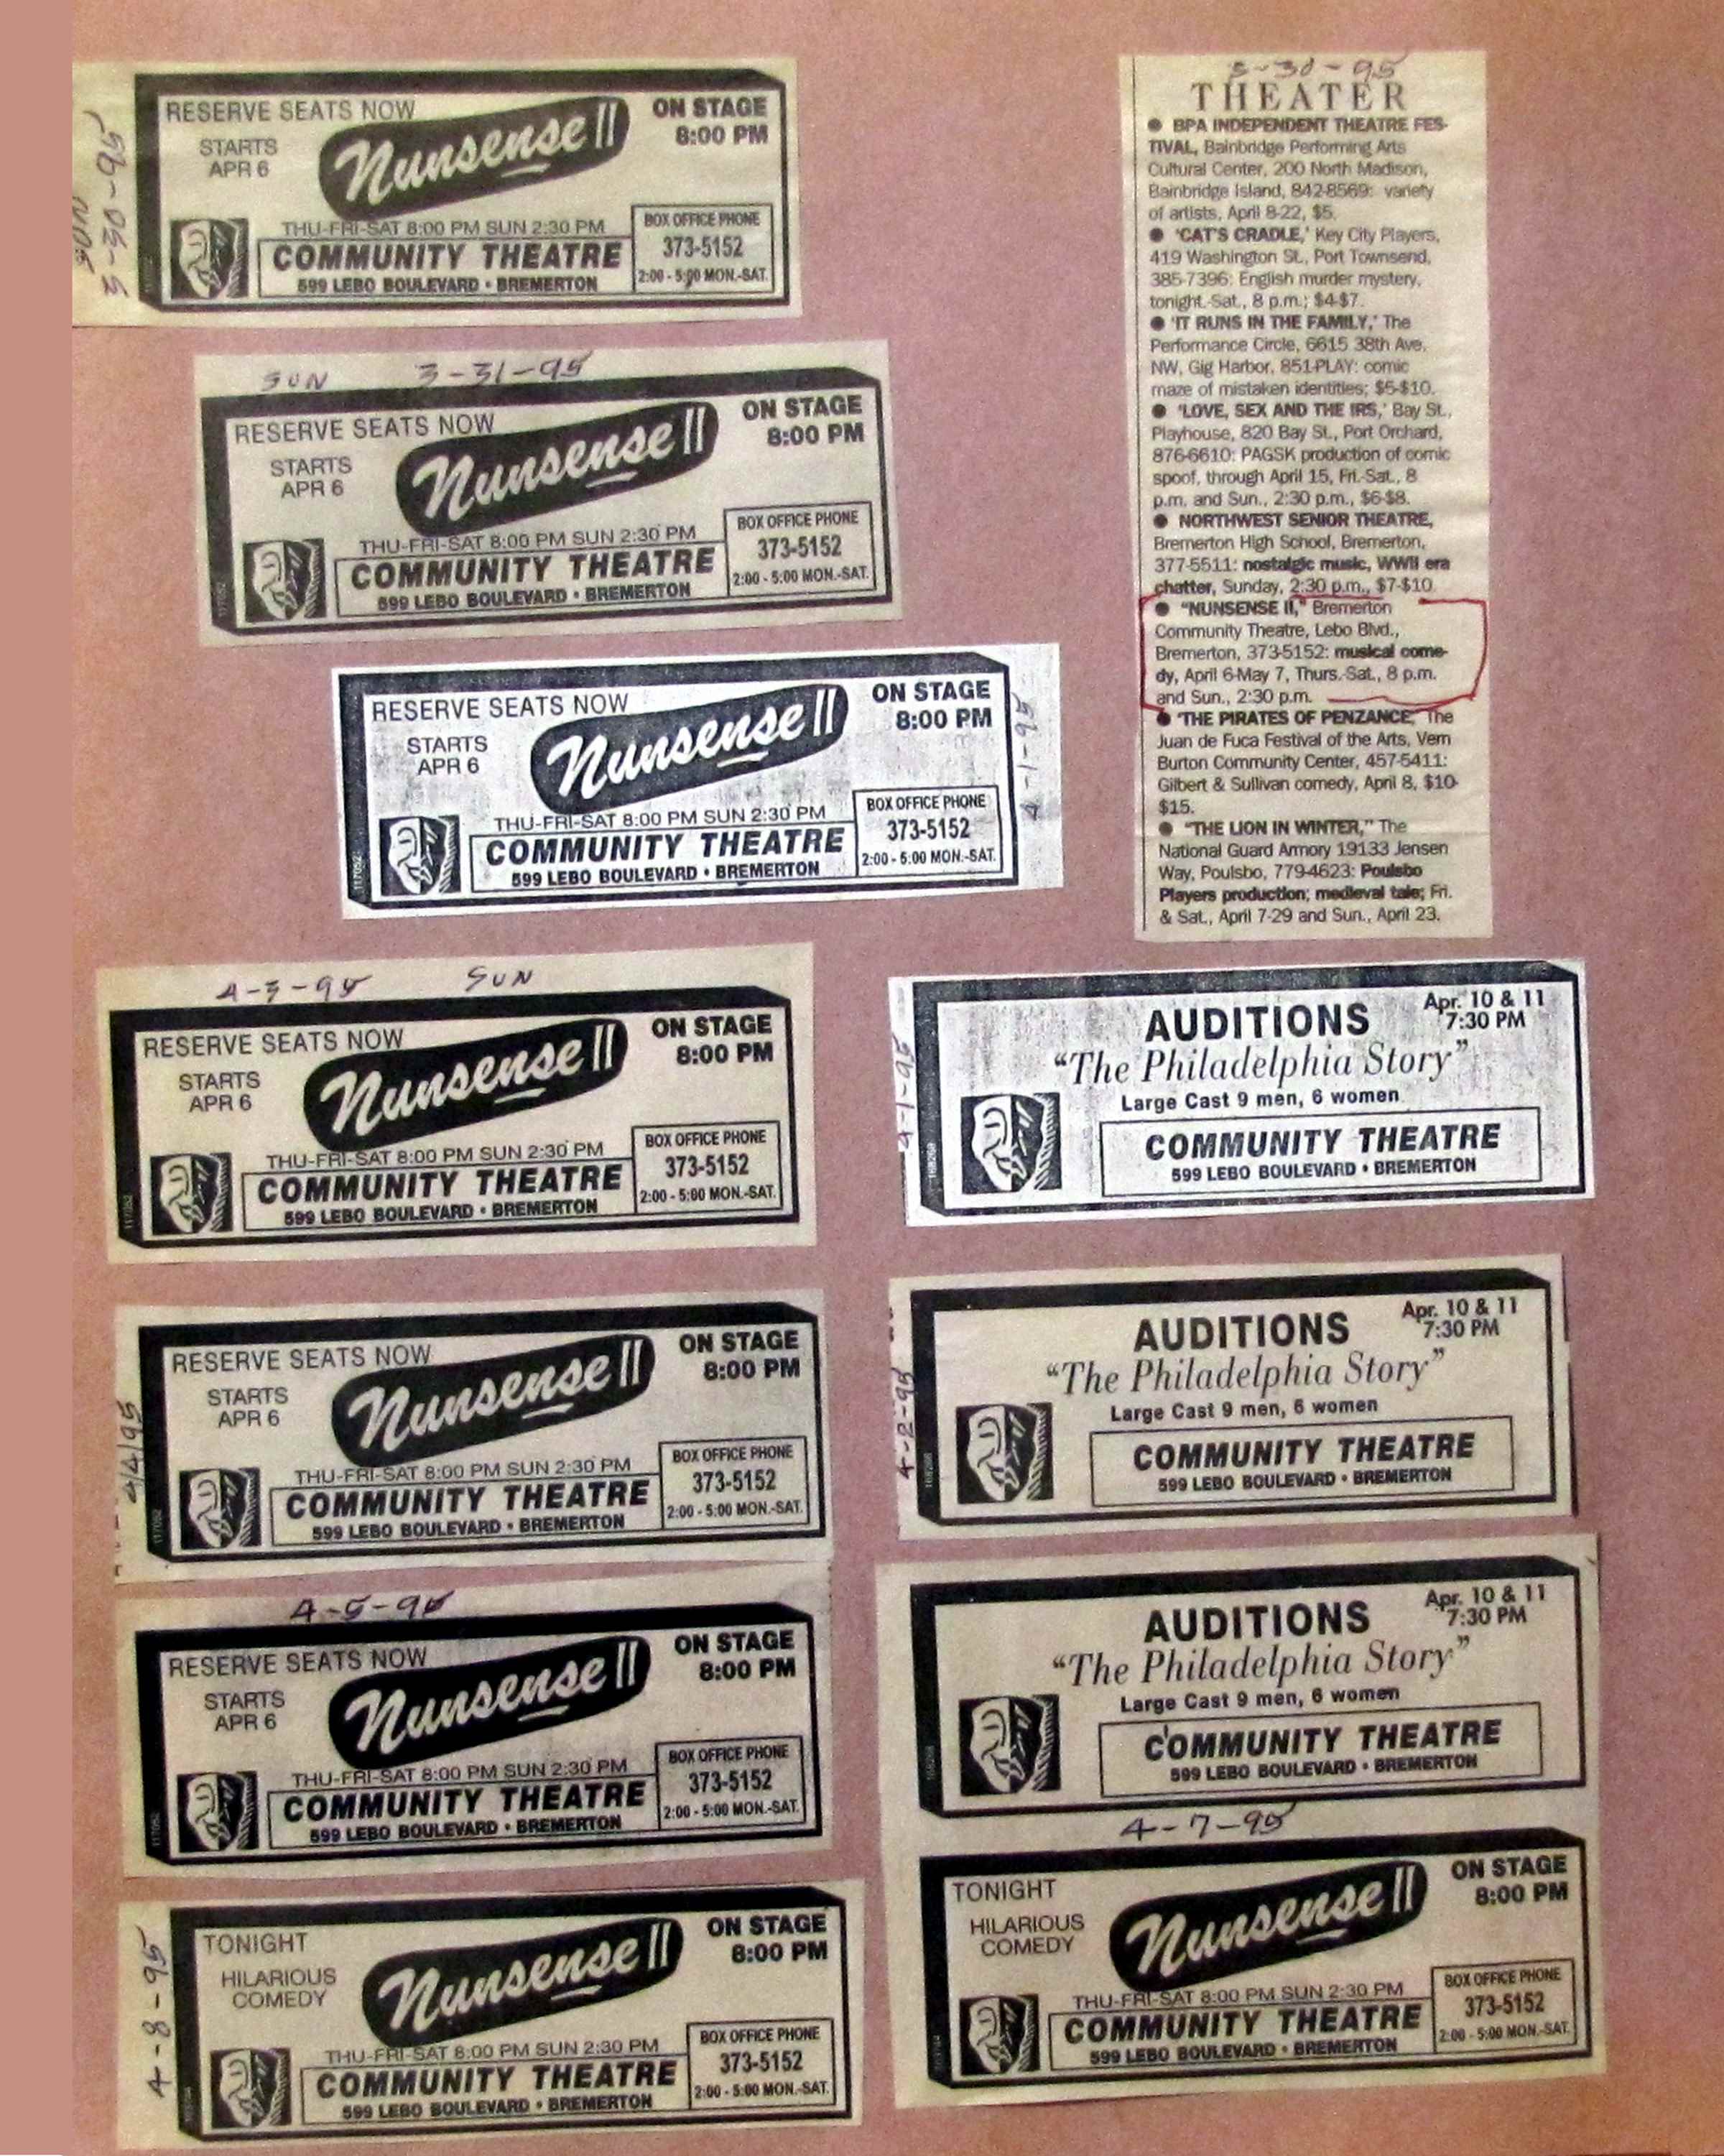 SUN
3-30-95
RESERVE SEATS NOW
STARTS
APR 6
Nunsense II
ON STAGE
8:00 PM
THU-FRI-SAT 8:00 PM SUN 2:30 PM
COMMUNITY THEATRE
599 LEBO BOULEVARD • BREMERTON
BOX OFFICE PHONE
373-5152
2:00 - 5:00 MON.-SAT.
SUN 3-31-95
RESERVE SEATS NOW
STARTS
APR 6
Nunsense II
ON STAGE
8:00 PM
THU-FRI-SAT 8:00 PM SUN 2:30 PM
COMMUNITY THEATRE
599 LEBO BOULEVARD • BREMERTON
BOX OFFICE PHONE
373-5152
2:00 - 5:00 MON.-SAT.
117052
RESERVE SEATS NOW
STARTS
APR 6
Nunsense II
ON STAGE
8:00 PM
THU-FRI-SAT 8:00 PM SUN 2:30 PM
COMMUNITY THEATRE
599 LEBO BOULEVARD • BREMERTON
BOX OFFICE PHONE
373-5152
2:00 - 5:00 MON.-SAT.
117052
4-1-95
4-3-95 SUN
RESERVE SEATS NOW
STARTS
APR 6
Nunsense II
ON STAGE
8:00 PM
THU-FRI-SAT 8:00 PM SUN 2:30 PM
COMMUNITY THEATRE
599 LEBO BOULEVARD • BREMERTON
BOX OFFICE PHONE
373-5152
2:00 - 5:00 MON.-SAT.
117052
4/4/95
RESERVE SEATS NOW
STARTS
APR 6
Nunsense II
ON STAGE
8:00 PM
THU-FRI-SAT 8:00 PM SUN 2:30 PM
COMMUNITY THEATRE
599 LEBO BOULEVARD • BREMERTON
BOX OFFICE PHONE
373-5152
2:00 - 5:00 MON.-SAT.
117052
4-5-95
RESERVE SEATS NOW
STARTS
APR 6
Nunsense II
ON STAGE
8:00 PM
THU-FRI-SAT 8:00 PM SUN 2:30 PM
COMMUNITY THEATRE
599 LEBO BOULEVARD • BREMERTON
BOX OFFICE PHONE
373-5152
2:00 - 5:00 MON.-SAT.
117052
4-8-95
TONIGHT
HILARIOUS
COMEDY
Nunsense II
ON STAGE
8:00 PM
THU-FRI-SAT 8:00 PM SUN 2:30 PM
COMMUNITY THEATRE
599 LEBO BOULEVARD • BREMERTON
BOX OFFICE PHONE
373-5152
2:00 - 5:00 MON.-SAT.
3-30-95
THEATER
● BPA INDEPENDENT THEATRE FES-
TIVAL, Bainbridge Performing Arts
Cultural Center, 200 North Madison,
Bainbridge Island, 842-8569: variety
of artists, April 8-22, $5.
● 'CAT'S CRADLE,' Key City Players,
419 Washington St., Port Townsend,
385-7396: English murder mystery,
tonight.-Sat., 8 p.m.; $4-$7.
● 'IT RUNS IN THE FAMILY,' The
Performance Circle, 6615 38th Ave.
NW, Gig Harbor, 851-PLAY: comic
maze of mistaken identities; $5-$10.
● 'LOVE, SEX AND THE IRS,' Bay St.,
Playhouse, 820 Bay St., Port Orchard,
876-6610: PAGSK production of comic
spoof, through April 15, Fri.-Sat., 8
p.m. and Sun., 2:30 p.m., $6-$8.
● NORTHWEST SENIOR THEATRE,
Bremerton High School, Bremerton,
377-5511: nostalgic music, WWII era
chatter, Sunday, 2:30 p.m., $7-$10.
● "NUNSENSE II," Bremerton
Community Theatre, Lebo Blvd.,
Bremerton, 373-5152: musical come-
dy, April 6-May 7, Thurs.-Sat., 8 p.m.
and Sun., 2:30 p.m.
● 'THE PIRATES OF PENZANCE,' The
Juan de Fuca Festival of the Arts, Vern
Burton Community Center, 457-5411:
Gilbert & Sullivan comedy, April 8, $10-
$15.
● "THE LION IN WINTER," The
National Guard Armory 19133 Jensen
Way, Poulsbo, 779-4623: Poulsbo
Players production; medieval tale; Fri.
& Sat., April 7-29 and Sun., April 23.
4-1-95
AUDITIONS
Apr. 10 & 11
7:30 PM
"The Philadelphia Story"
Large Cast 9 men, 6 women
COMMUNITY THEATRE
599 LEBO BOULEVARD • BREMERTON
4-2-95
AUDITIONS
Apr. 10 & 11
7:30 PM
"The Philadelphia Story"
Large Cast 9 men, 6 women
COMMUNITY THEATRE
599 LEBO BOULEVARD • BREMERTON
AUDITIONS
Apr. 10 & 11
7:30 PM
"The Philadelphia Story"
Large Cast 9 men, 6 women
COMMUNITY THEATRE
599 LEBO BOULEVARD • BREMERTON
4-7-95
TONIGHT
HILARIOUS
COMEDY
Nunsense II
ON STAGE
8:00 PM
THU-FRI-SAT 8:00 PM SUN 2:30 PM
COMMUNITY THEATRE
599 LEBO BOULEVARD • BREMERTON
BOX OFFICE PHONE
373-5152
2:00 - 5:00 MON.-SAT.